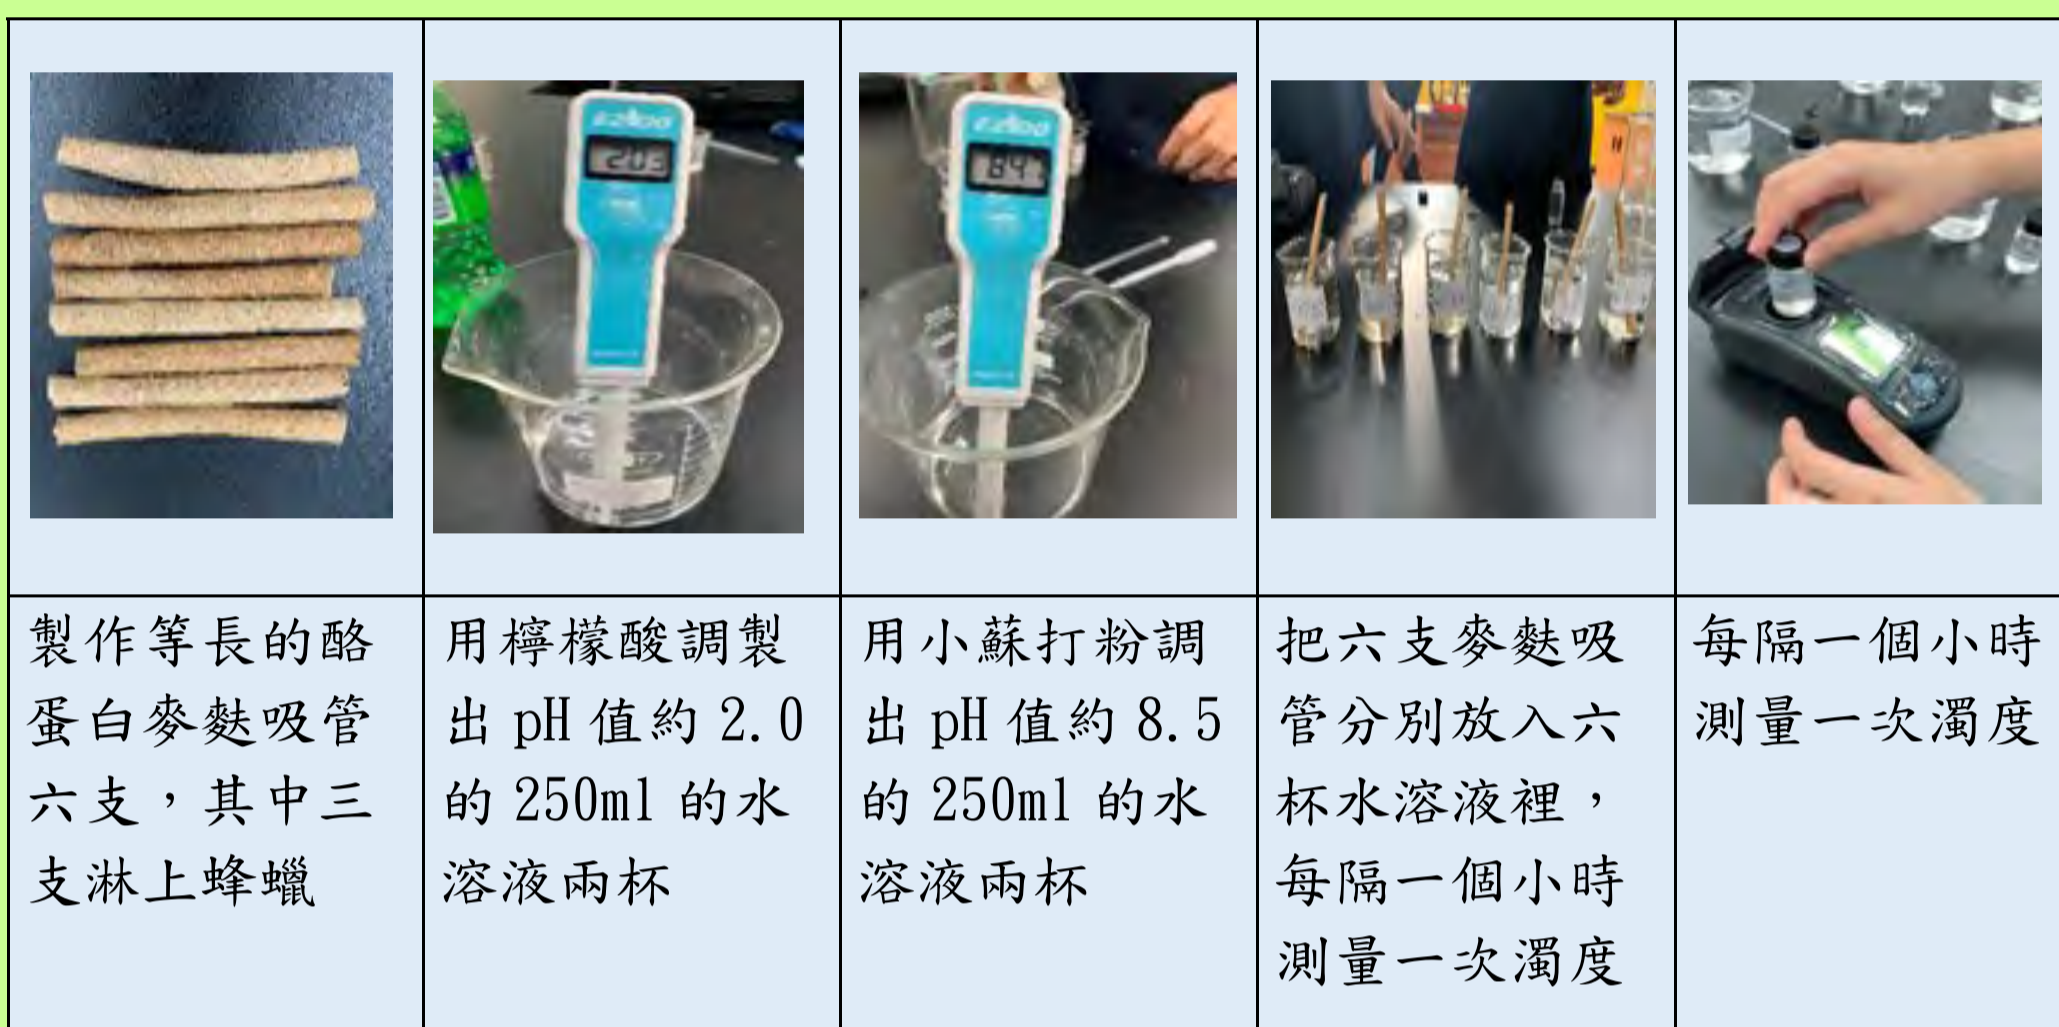 製作等長的酪
蛋白麥麩吸管
六支，其中三
支淋上蜂蠟
用檸檬酸調製
出 pH 值約 2.0
的 250ml 的水
溶液兩杯
用小蘇打粉調
出 pH 值約 8.5
的 250ml 的水
溶液兩杯
把六支麥麩吸
管分別放入六
杯水溶液裡，
每隔一個小時
測量一次濁度
每隔一個小時
測量一次濁度